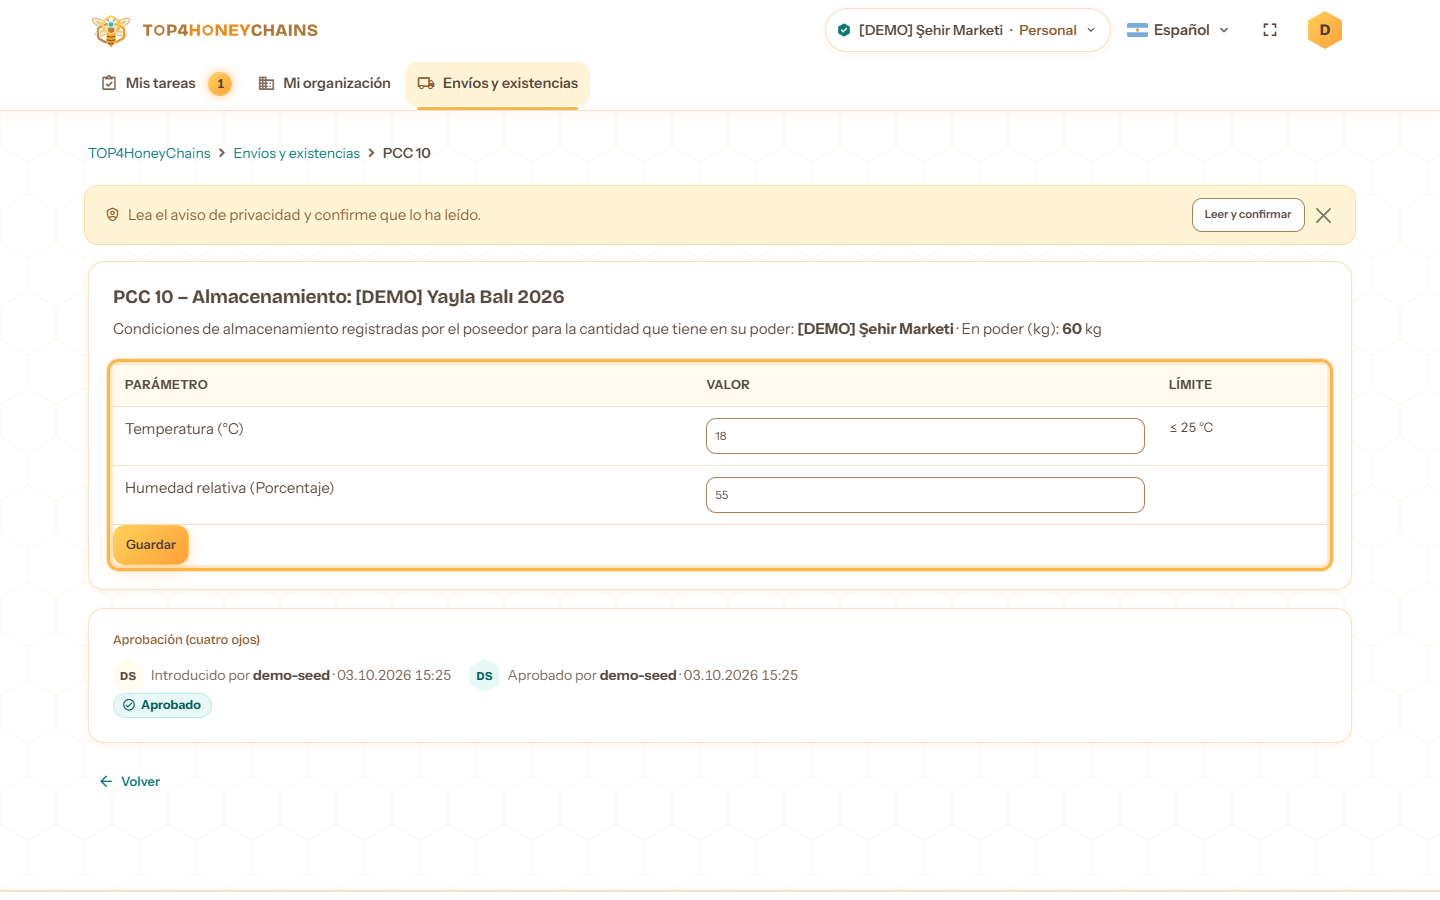 TOP4HONEYCHAINS
[DEMO] Şehir Marketi · Personal
Español
D
Mis tareas 1
Mi organización
Envíos y existencias
TOP4HoneyChains > Envíos y existencias > PCC 10
Lea el aviso de privacidad y confirme que lo ha leído.
Leer y confirmar
PCC 10 – Almacenamiento: [DEMO] Yayla Balı 2026
Condiciones de almacenamiento registradas por el poseedor para la cantidad que tiene en su poder: [DEMO] Şehir Marketi · En poder (kg): 60 kg
PARÁMETRO VALOR LÍMITE
Temperatura (°C) 18 ≤ 25 °C
Humedad relativa (Porcentaje) 55
Guardar
Aprobación (cuatro ojos)
DS Introducido por demo-seed · 03.10.2026 15:25 DS Aprobado por demo-seed · 03.10.2026 15:25
Aprobado
Volver